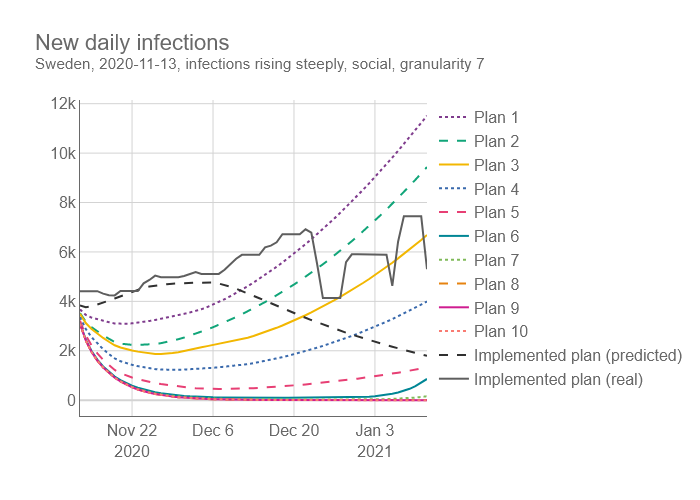 New daily infections
Sweden, 2020-11-13, infections rising steeply, social, granularity 7
12k
10k
8k
6k
4k
2k
0
Nov 22
2020
Dec 6
Dec 20
Jan 3
2021
Plan 1
Plan 2
Plan 3
Plan 4
Plan 5
Plan 6
Plan 7
Plan 8
Plan 9
Plan 10
Implemented plan (predicted)
Implemented plan (real)